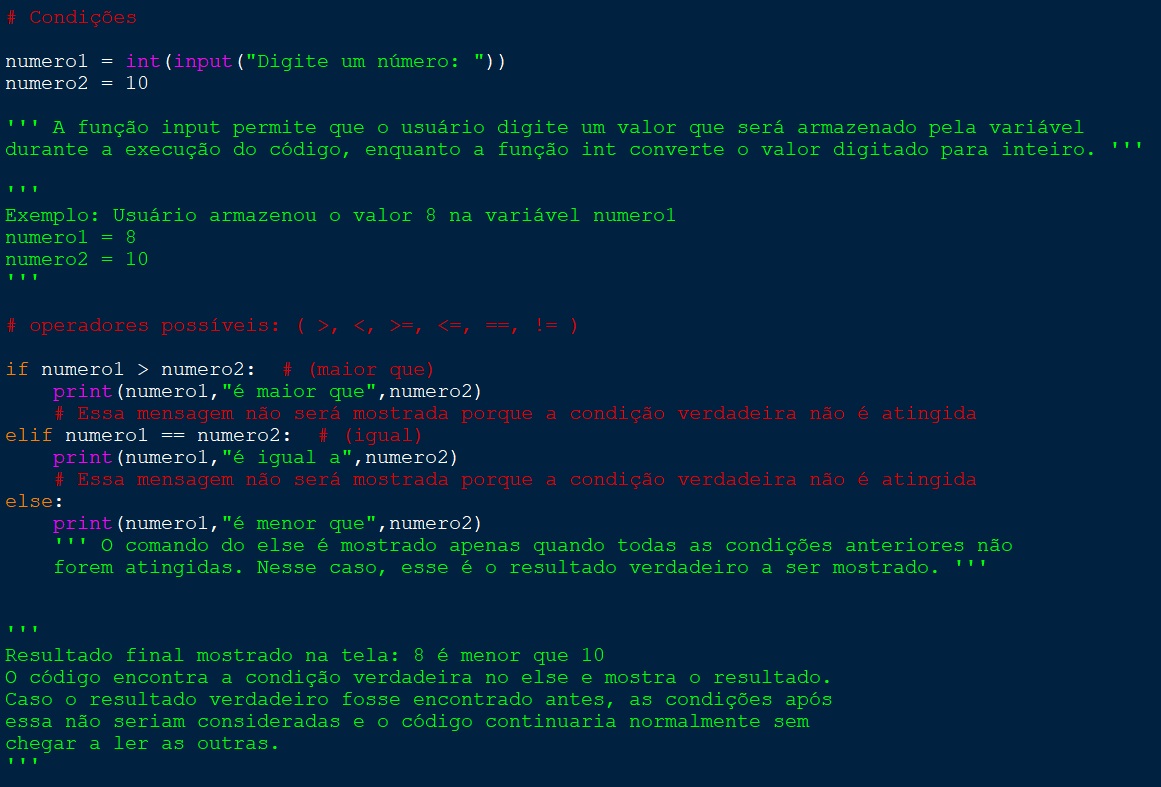 # Condições
numero1 = int(input("Digite um número: "))
numero2 = 10
''' A função input permite que o usuário digite um valor que será armazenado pela variável
durante a execução do código, enquanto a função int converte o valor digitado para inteiro. '''
'''
Exemplo: Usuário armazenou o valor 8 na variável numero1
numero1 = 8
numero2 = 10
'''
# operadores possíveis: ( >, <, >=, <=, ==, != )
if numero1 > numero2:  # (maior que)
    print(numero1,"é maior que",numero2)
    # Essa mensagem não será mostrada porque a condição verdadeira não é atingida
elif numero1 == numero2:  # (igual)
    print(numero1,"é igual a",numero2)
    # Essa mensagem não será mostrada porque a condição verdadeira não é atingida
else:
    print(numero1,"é menor que",numero2)
    ''' O comando do else é mostrado apenas quando todas as condições anteriores não
    forem atingidas. Nesse caso, esse é o resultado verdadeiro a ser mostrado. '''
'''
Resultado final mostrado na tela: 8 é menor que 10
O código encontra a condição verdadeira no else e mostra o resultado.
Caso o resultado verdadeiro fosse encontrado antes, as condições após
essa não seriam consideradas e o código continuaria normalmente sem
chegar a ler as outras.
'''